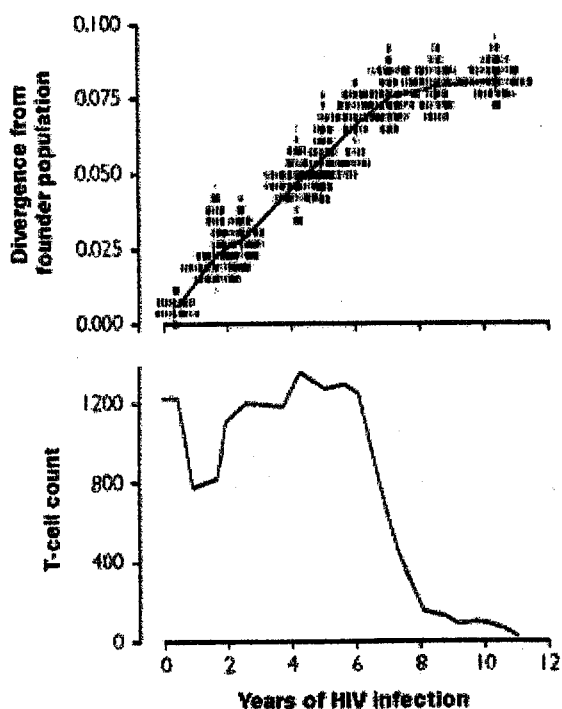 0.100
0.075
0.050
0.025
0.000
Divergence from
founder population
1200
800
400
0
T-cell count
0 2 4 6 8 10 12
Years of HIV infection